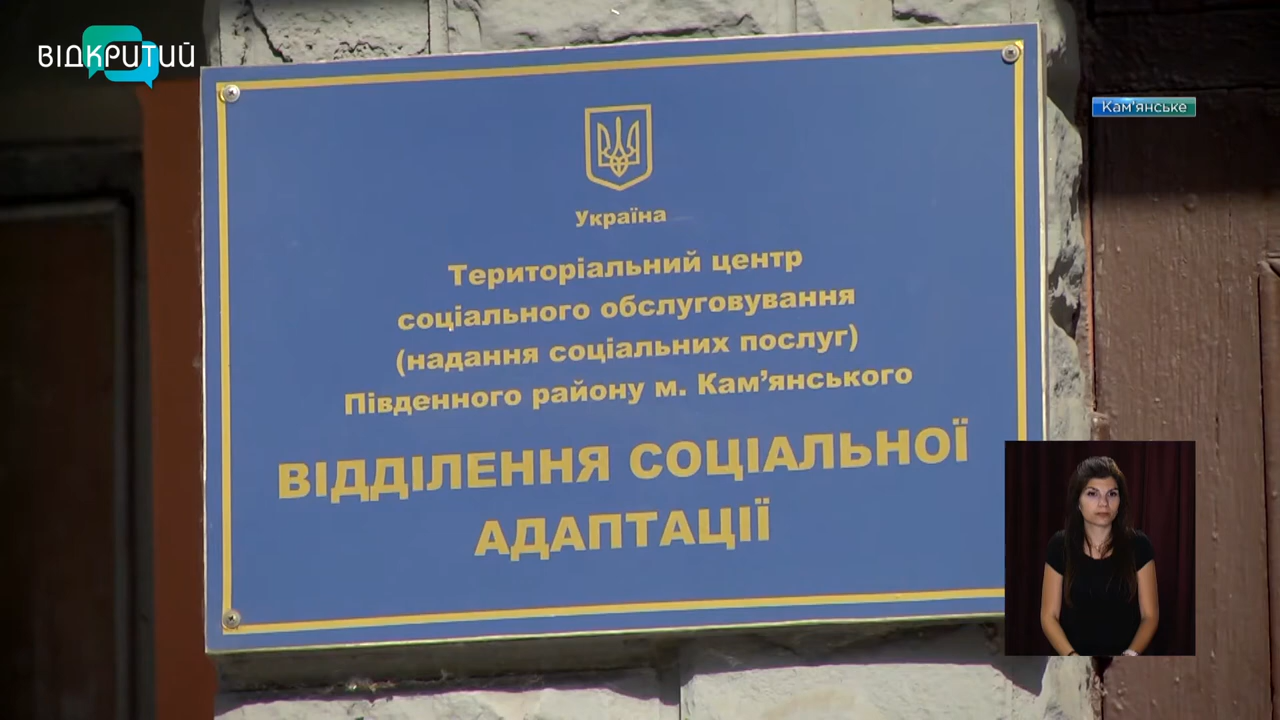 ВІДКРИТИЙ
Кам'янське
Україна
Територіальний центр
соціального обслуговування
(надання соціальних послуг)
Південного району м. Кам’янського
ВІДДІЛЕННЯ СОЦІАЛЬНОЇ
АДАПТАЦІЇ